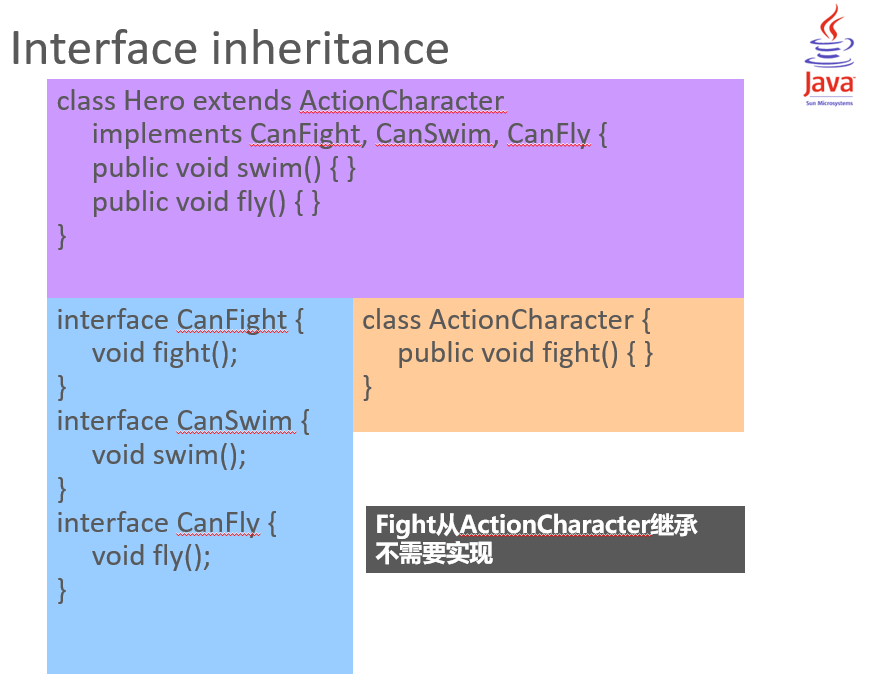 Interface inheritance
Java
Sun Microsystems
class Hero extends ActionCharacter
implements CanFight, CanSwim, CanFly {
public void swim() { }
public void fly() { }
}
interface CanFight {
void fight();
}
interface CanSwim {
void swim();
}
interface CanFly {
void fly();
}
class ActionCharacter {
public void fight() { }
}
Fight从ActionCharacter继承
不需要实现